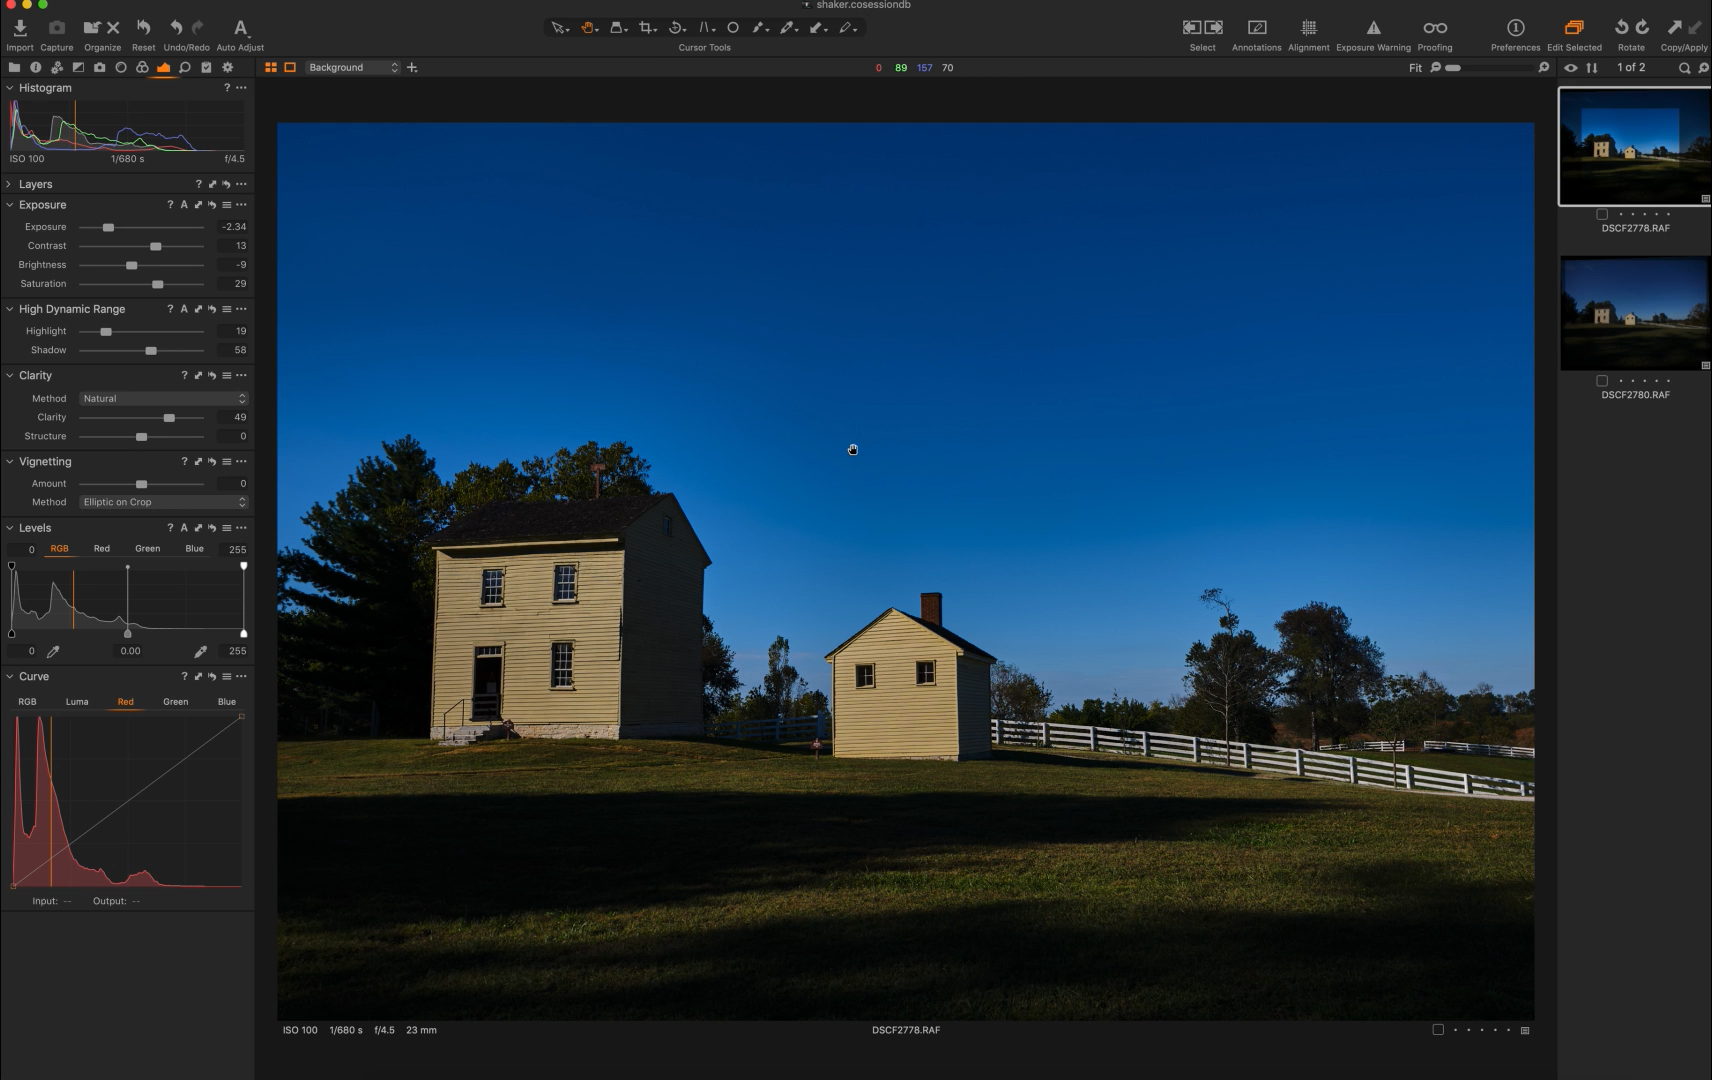 shaker.cosessiondb
Import Capture Organize Reset Undo/Redo Auto Adjust
Cursor Tools
Select Annotations Alignment Exposure Warning Proofing
Preferences Edit Selected Rotate Copy/Apply
Background
0 89 157 70
Fit
1 of 2
Histogram ? ...
ISO 100 1/680 s f/4.5
Layers ? ...
Exposure ? A ...
Exposure -2.34
Contrast 13
Brightness -9
Saturation 29
High Dynamic Range ? A ...
Highlight 19
Shadow 58
Clarity ? ...
Method Natural
Clarity 49
Structure 0
Vignetting ? ...
Amount 0
Method Elliptic on Crop
Levels ? A ...
0 RGB Red Green Blue 255
0 0.00 255
Curve ? ...
RGB Luma Red Green Blue
Input: -- Output: --
ISO 100 1/680 s f/4.5 23 mm
DSCF2778.RAF
DSCF2778.RAF
DSCF2780.RAF